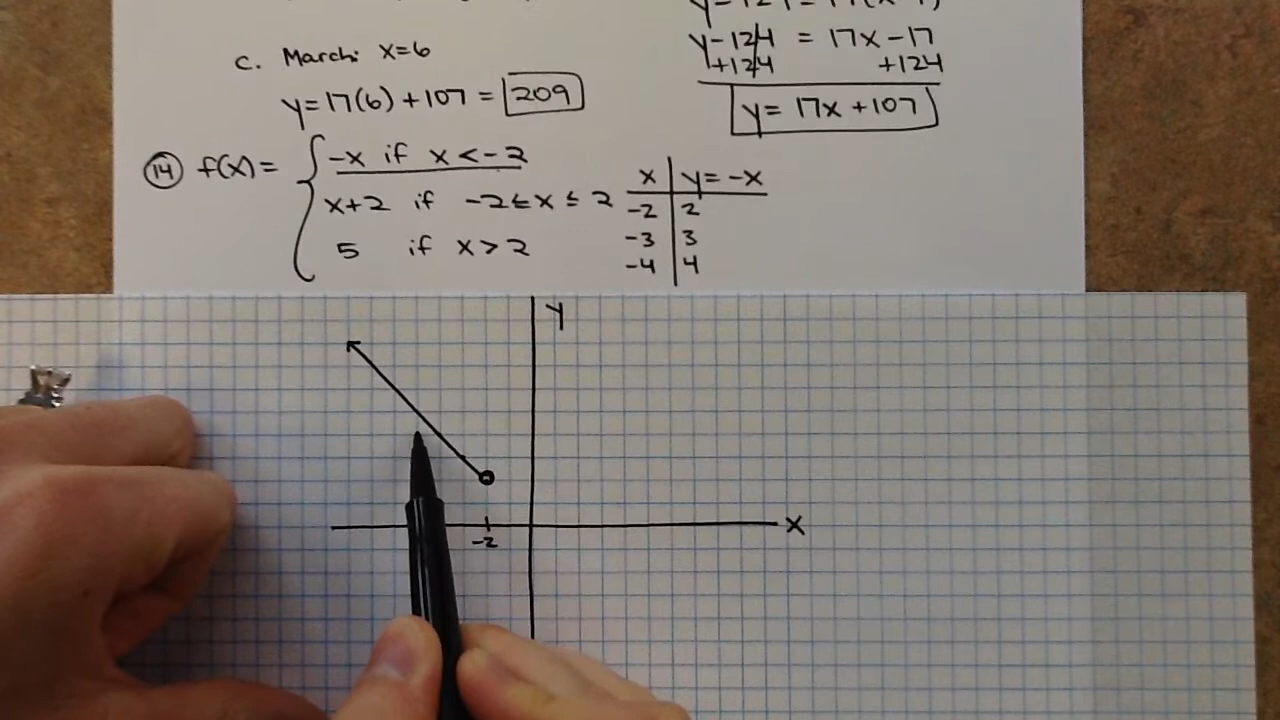 y-124 = 17x-17
+124 +124
y = 17x +107
c. March: x=6
y=17(6)+107 = 209
14 f(x)= { -x if x<-2
x+2 if -2≤x≤2
5 if x>2
x | y=-x
-2 | 2
-3 | 3
-4 | 4
y
x
-2